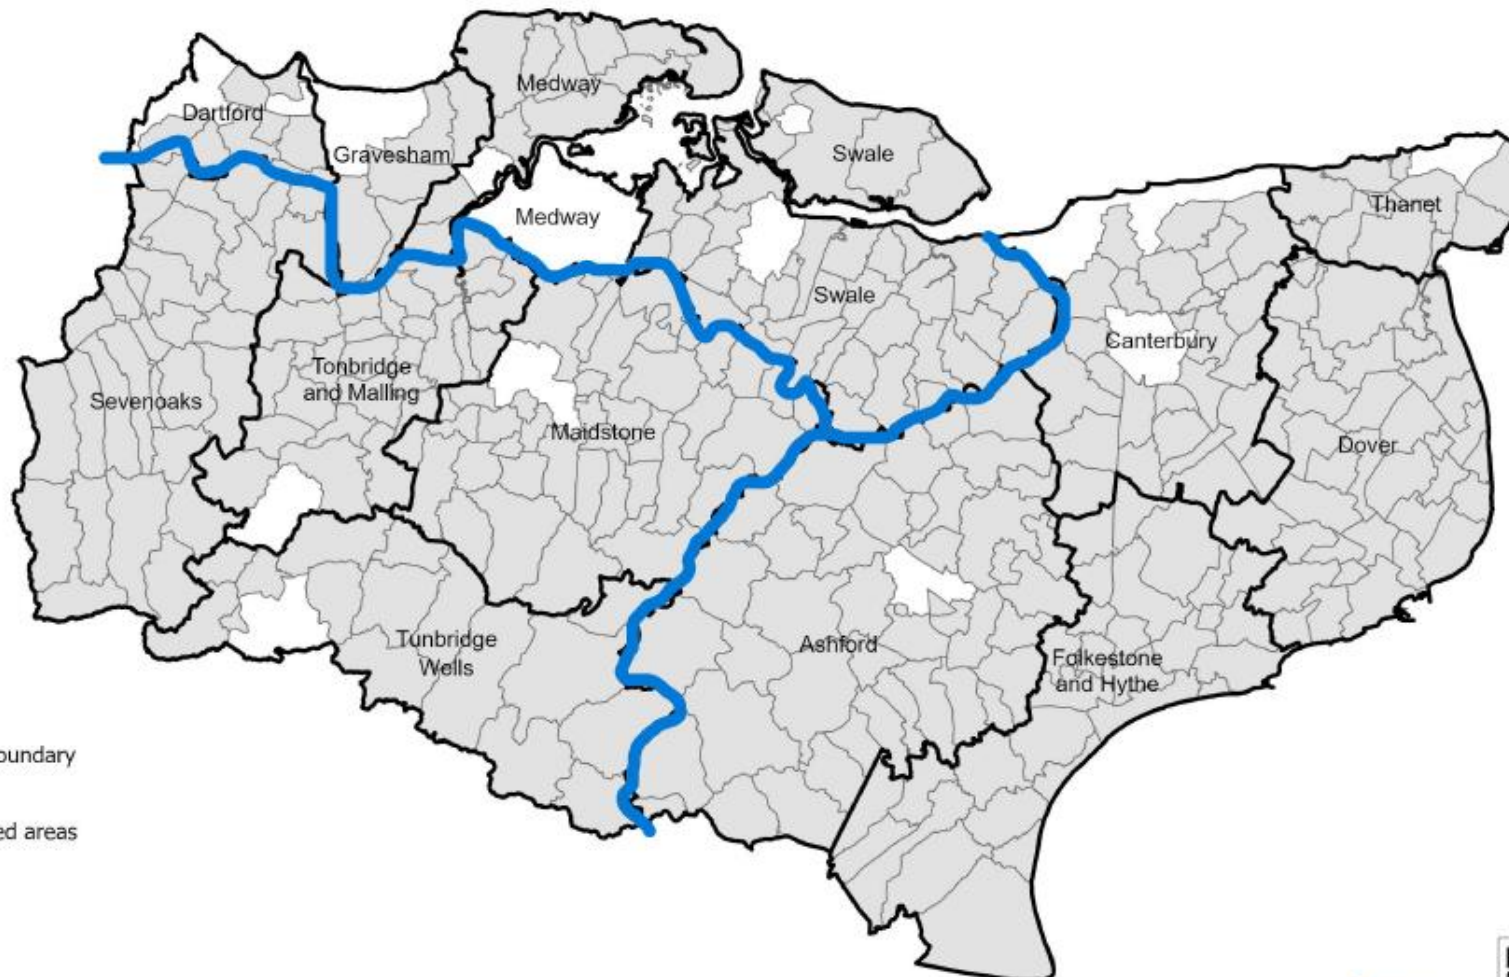 Medway
Dartford
Gravesham
Swale
Thanet
Medway
Swale
Canterbury
Tonbridge
and Malling
Sevenoaks
Maidstone
Dover
Tunbridge
Wells
Ashford
Folkestone
and Hythe
oundary
ed areas